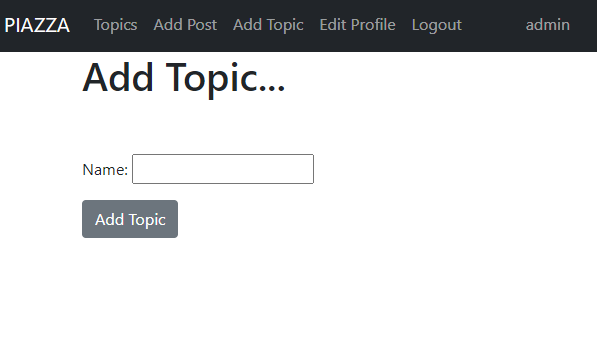 PIAZZA Topics Add Post Add Topic Edit Profile Logout admin
Add Topic...
Name:
Add Topic